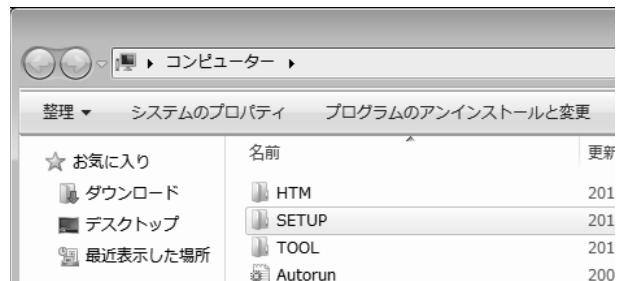 コンピューター
整理 システムのプロパティ プログラムのアンインストールと変更
お気に入り
ダウンロード
デスクトップ
最近表示した場所
名前 更新
HTM 201
SETUP 201
TOOL 201
Autorun 200